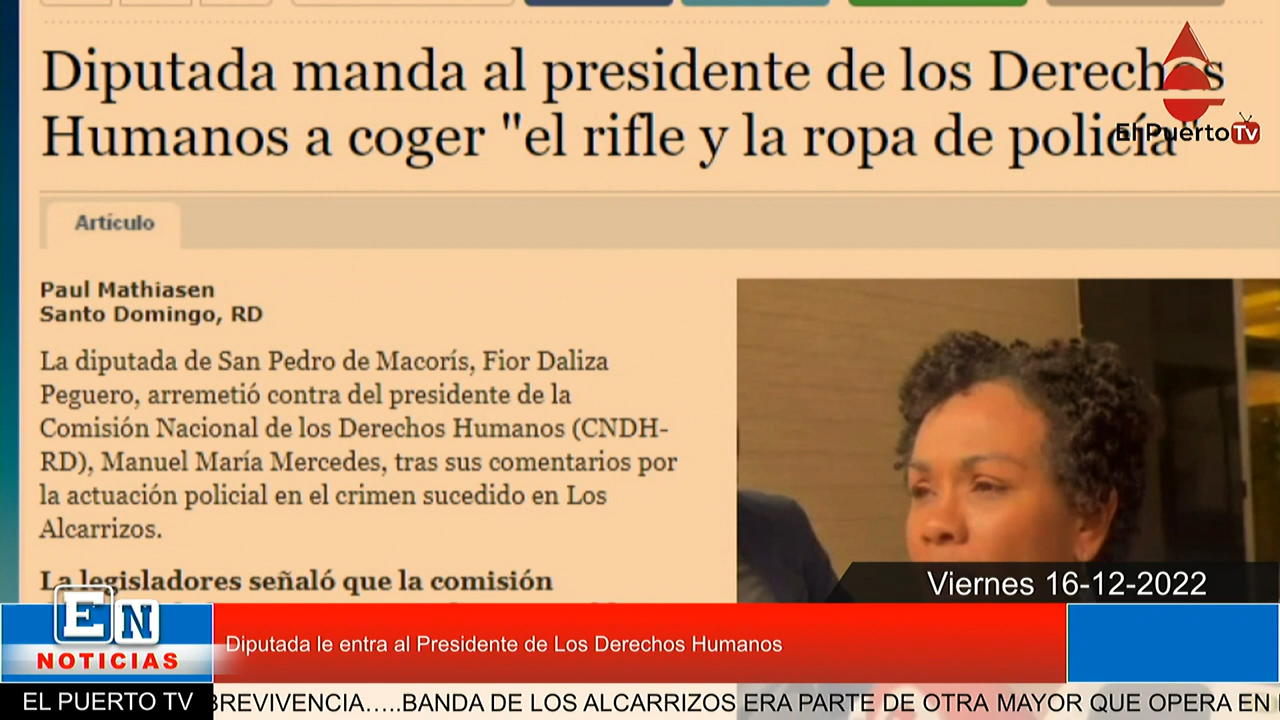 Diputada manda al presidente de los Derechos
Humanos a coger "el rifle y la ropa de policía"
El Puerto Tv
Artículo
Paul Mathiasen
Santo Domingo, RD
La diputada de San Pedro de Macorís, Fior Daliza
Peguero, arremetió contra del presidente de la
Comisión Nacional de los Derechos Humanos (CNDH-
RD), Manuel María Mercedes, tras sus comentarios por
la actuación policial en el crimen sucedido en Los
Alcarrizos.
La legisladores señaló que la comisión
Viernes 16-12-2022
EN
NOTICIAS
Diputada le entra al Presidente de Los Derechos Humanos
EL PUERTO TV
BREVIVENCIA.....BANDA DE LOS ALCARRIZOS ERA PARTE DE OTRA MAYOR QUE OPERA EN